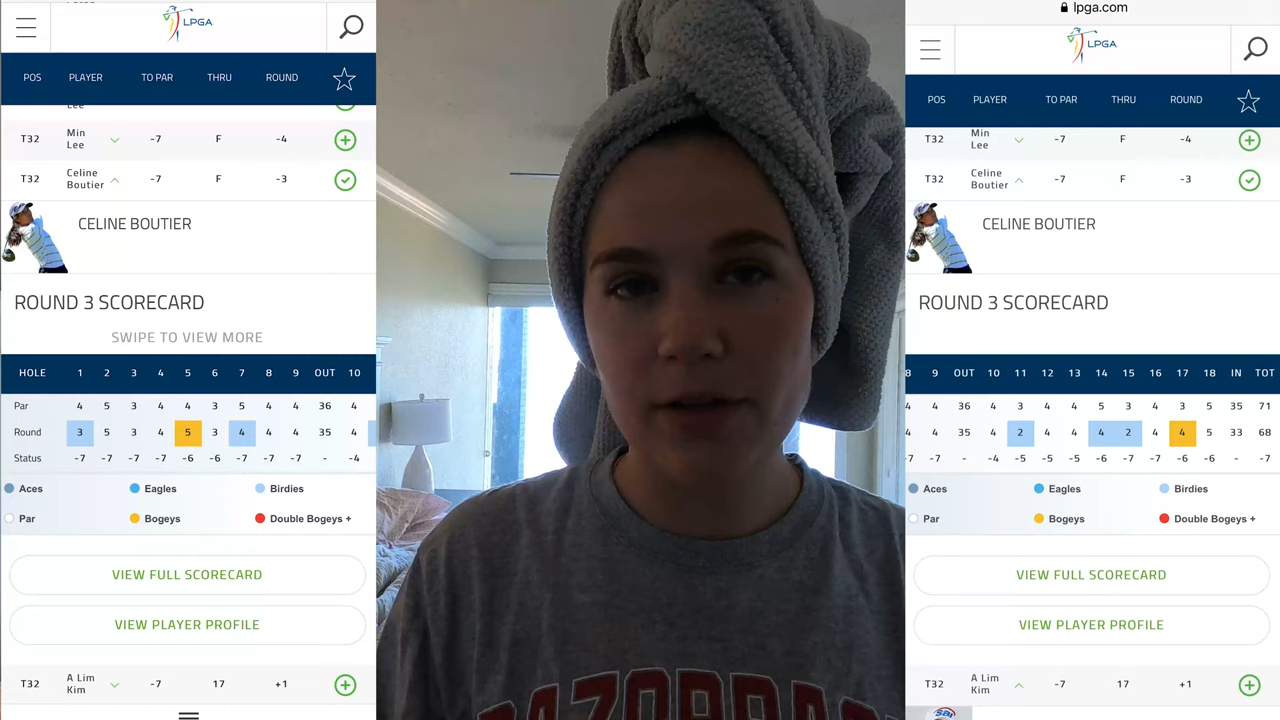 LPGA
POS PLAYER TO PAR THRU ROUND
Lee
Min Lee T32 -7 F -4
T32 Celine Boutier -7 F -3
CELINE BOUTIER
ROUND 3 SCORECARD
SWIPE TO VIEW MORE
HOLE 1 2 3 4 5 6 7 8 9 OUT 10
Par 4 5 3 4 4 3 5 4 4 36 4
Round 3 5 3 4 5 3 4 4 4 35 4
Status -7 -7 -7 -7 -6 -6 -7 -7 -7 - -4
Aces Eagles Birdies
Par Bogeys Double Bogeys +
VIEW FULL SCORECARD
VIEW PLAYER PROFILE
T32 A Lim Kim -7 17 +1
RAZORBACK
lpga.com
LPGA
POS PLAYER TO PAR THRU ROUND
T32 Min Lee -7 F -4
T32 Celine Boutier -7 F -3
CELINE BOUTIER
ROUND 3 SCORECARD
8 9 OUT 10 11 12 13 14 15 16 17 18 IN TOT
4 4 36 4 3 4 4 5 3 4 3 5 35 71
4 4 35 4 2 4 4 4 2 4 4 5 33 68
-7 -7 - -4 -5 -5 -5 -6 -7 -7 -6 -6 - -7
Aces Eagles Birdies
Par Bogeys Double Bogeys +
VIEW FULL SCORECARD
VIEW PLAYER PROFILE
T32 A Lim Kim -7 17 +1
SBI